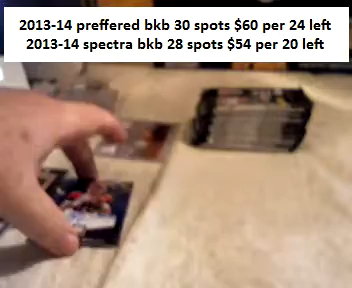 2013-14 preffered bkb 30 spots $60 per 24 left
2013-14 spectra bkb 28 spots $54 per 20 left